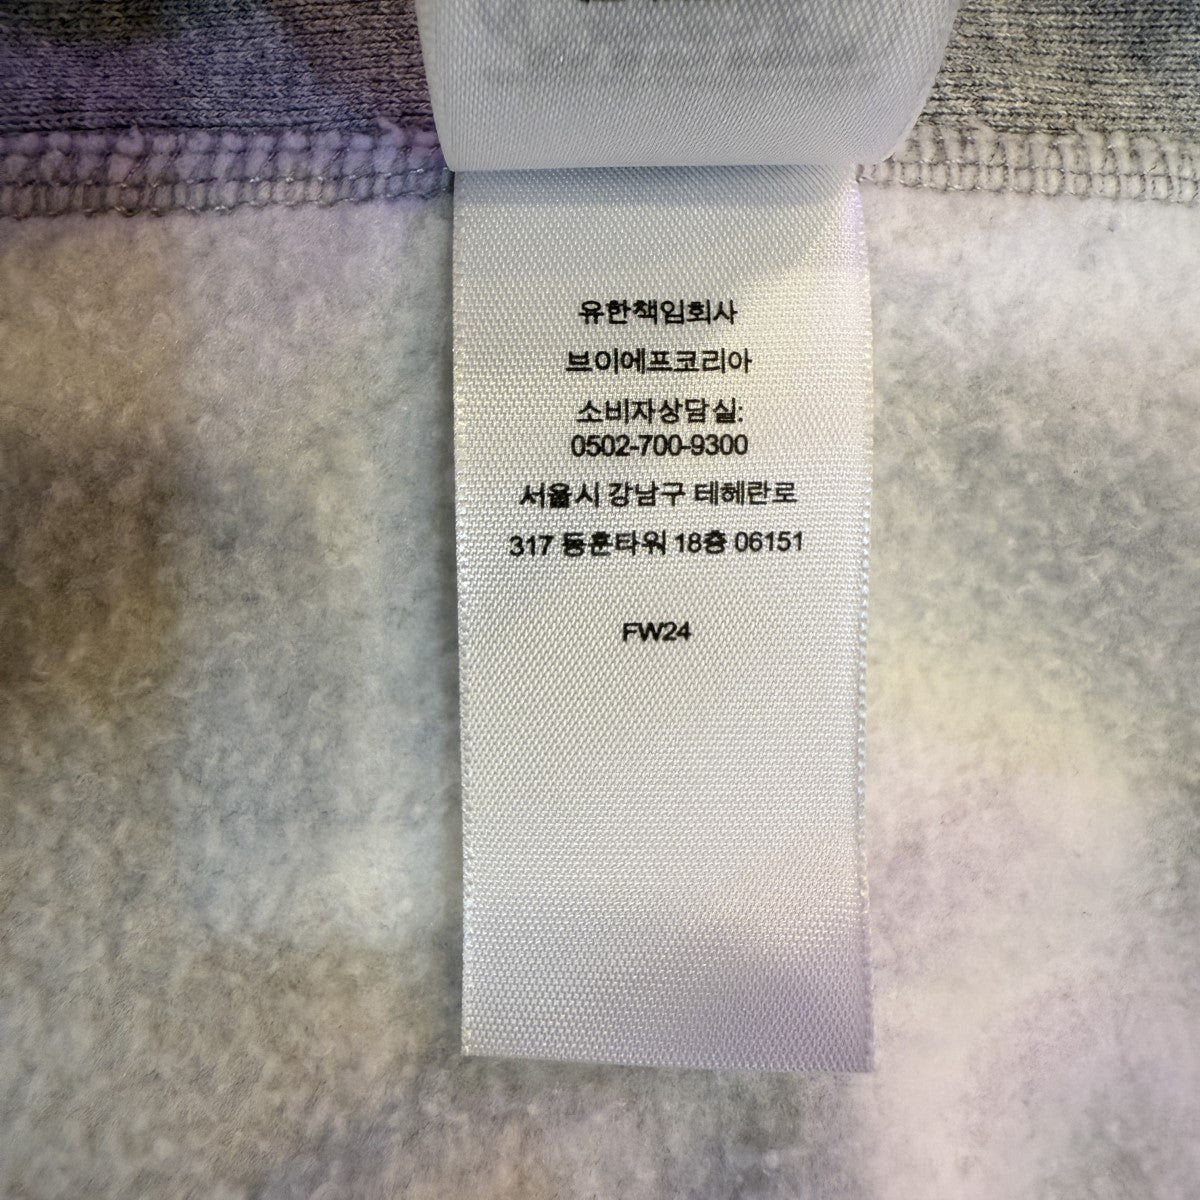 유한책임회사
브이에프코리아
소비자상담실:
0502-700-9300
서울시 강남구 테헤란로
317 동훈타워 18층 06151
FW24